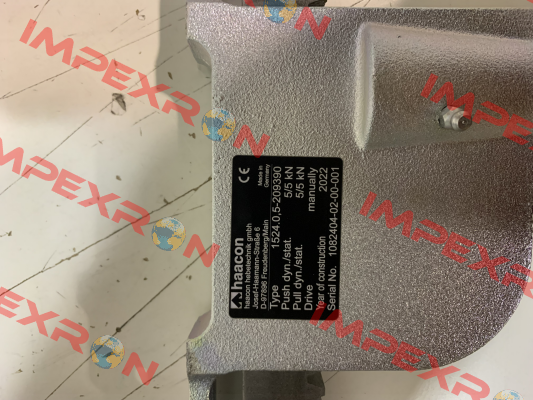 haacon
haacon hebetechnik gmbh
Josef-Haamann-Straße 6
D-97896 Freudenberg/Main
CE
Made in
Germany
Type 1524.0,5-209390
Push dyn./stat. 5/5 kN
Pull dyn./stat. 5/5 kN
Drive manually
Year of construction 2022
Serial No. 1082404-02-00-001
IMPEXRON
IMPEXRON
IMPEXRON
IMPEXRON
IMPEXRON
IMPEXRON
IMPEXRON